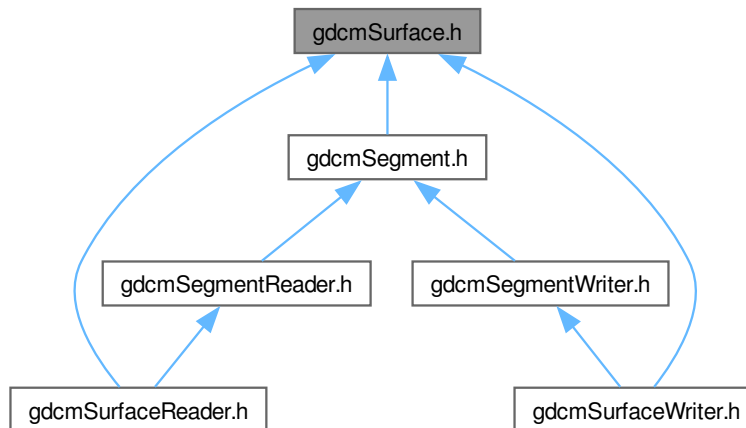 gdcmSurface.h
gdcmSegment.h
gdcmSegmentReader.h
gdcmSegmentWriter.h
gdcmSurfaceReader.h
gdcmSurfaceWriter.h